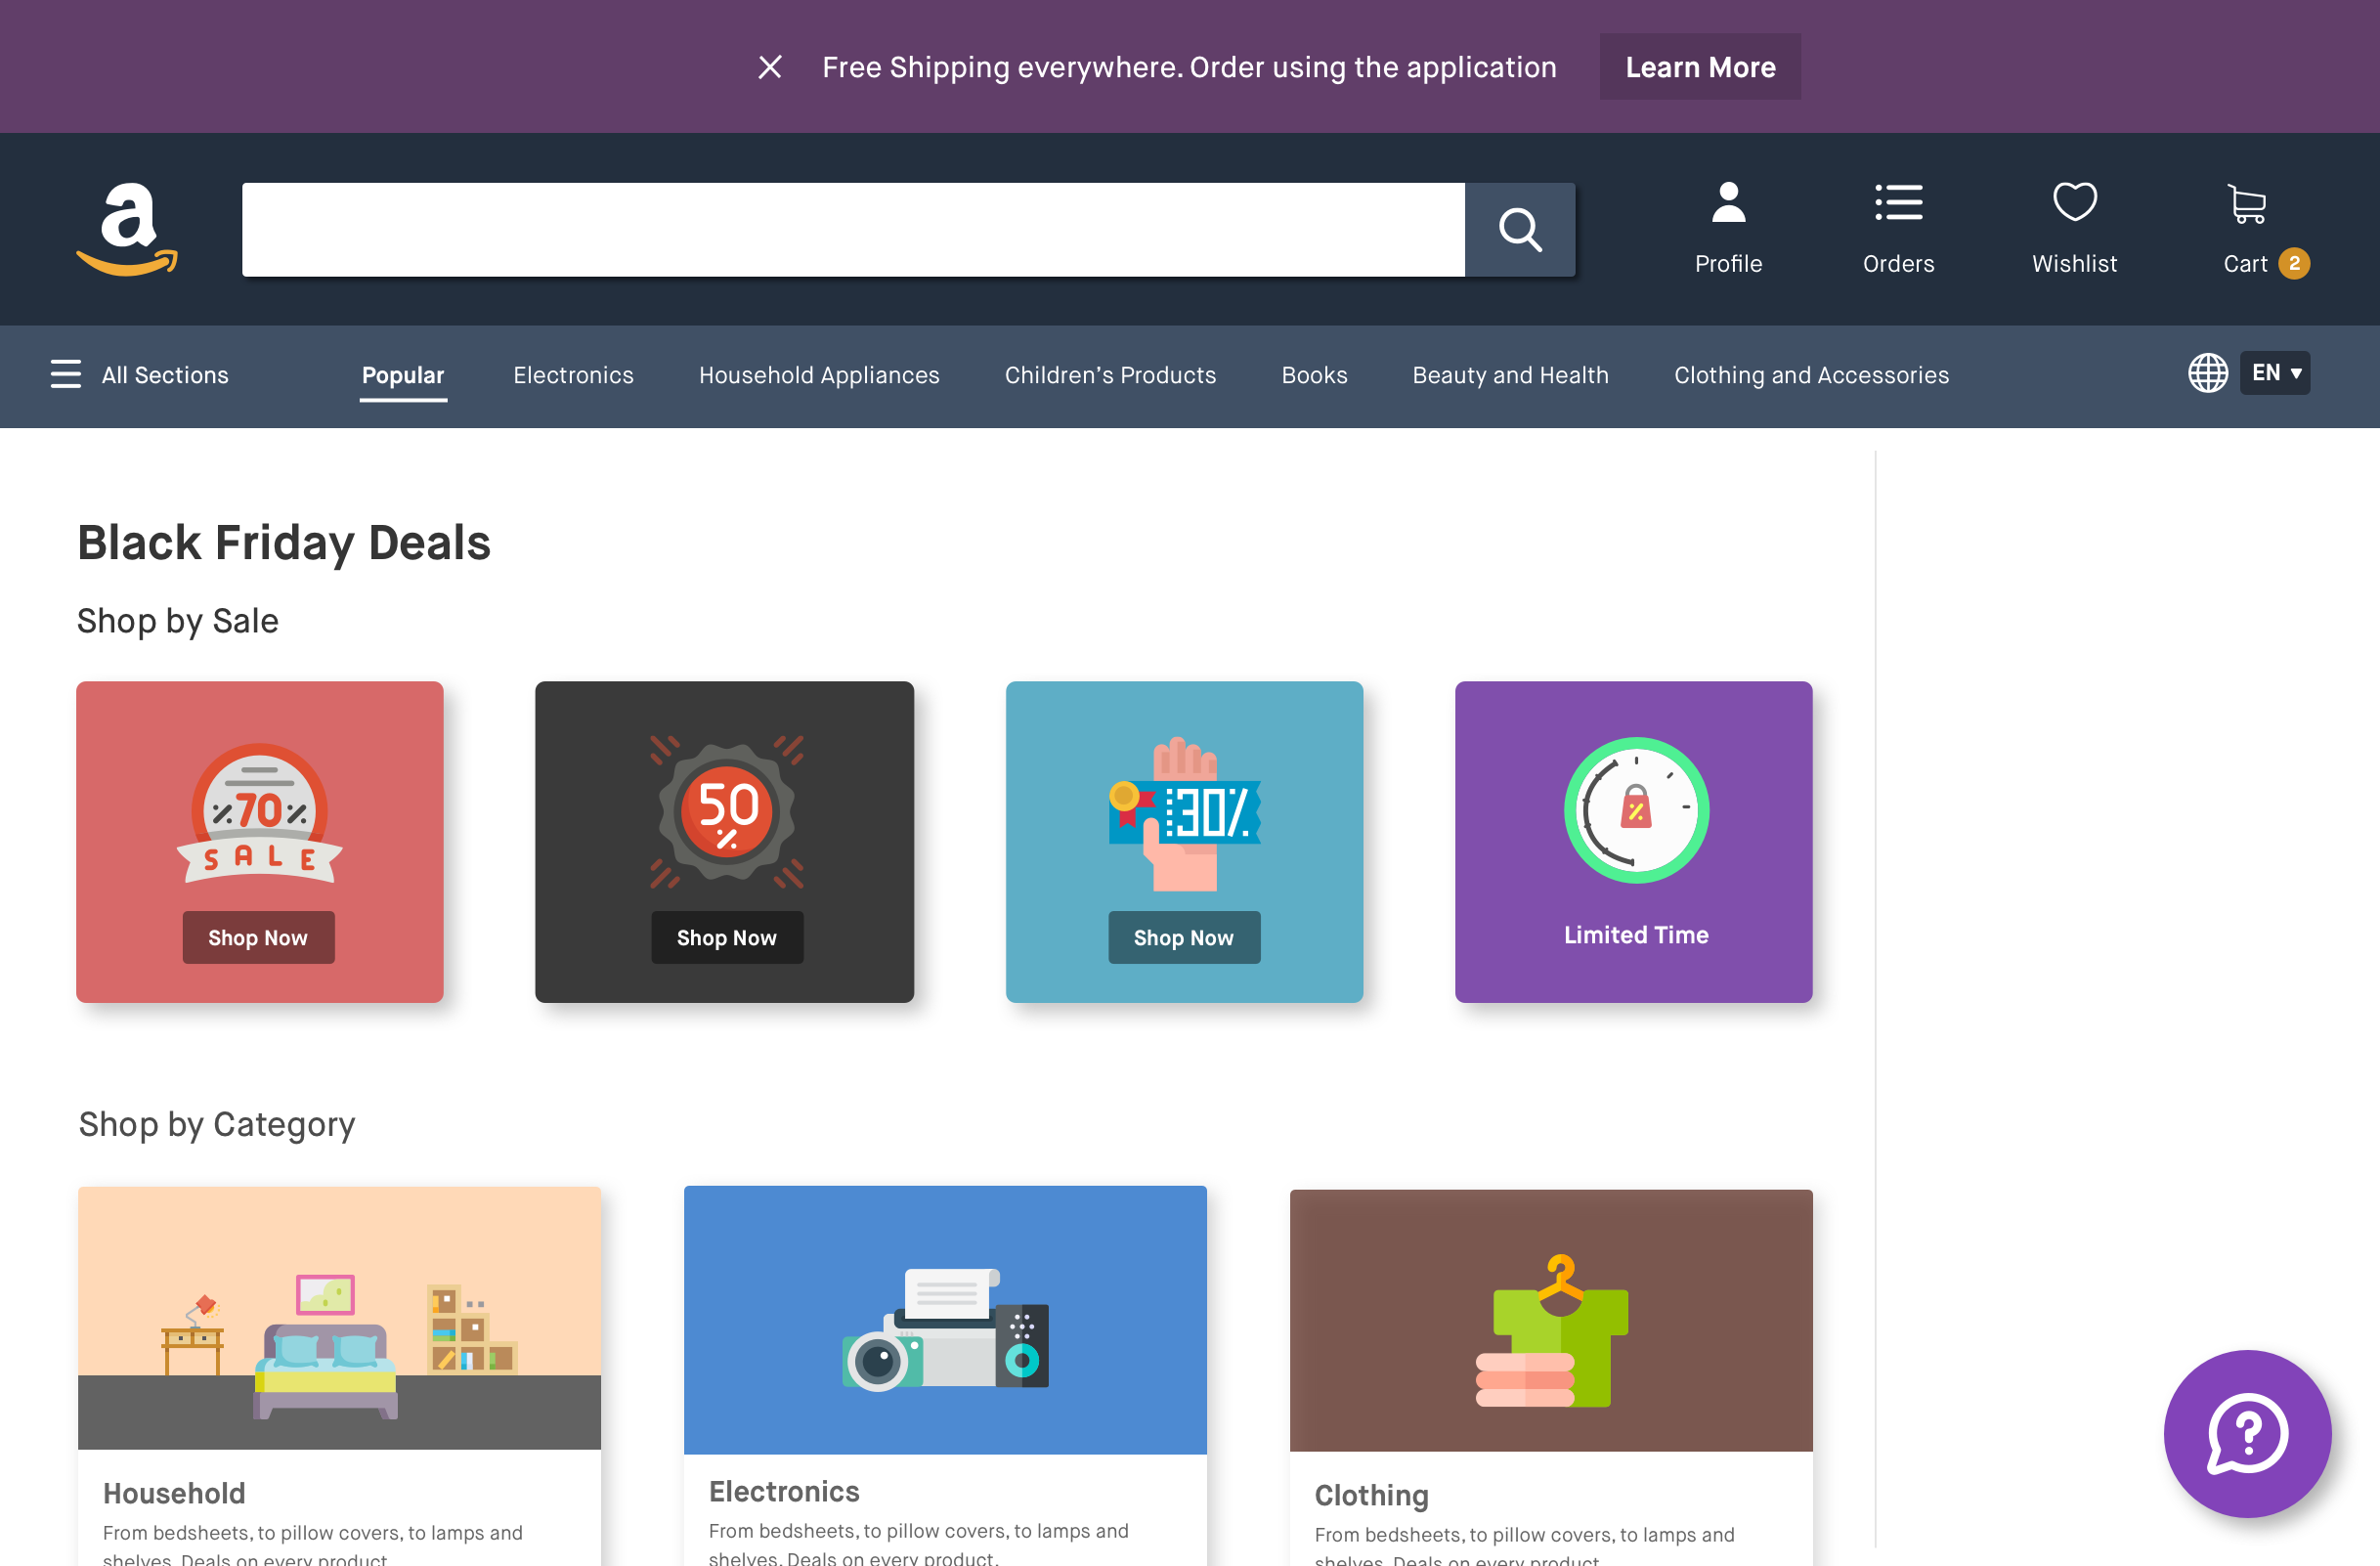 Free Shipping everywhere. Order using the application
Learn More
a
Profile
Orders
Wishlist
Cart 2
All Sections
Popular
Electronics
Household Appliances
Children’s Products
Books
Beauty and Health
Clothing and Accessories
EN
Black Friday Deals
Shop by Sale
% 70 %
SALE
Shop Now
50
%
Shop Now
30%
Shop Now
%
Limited Time
Shop by Category
Household
From bedsheets, to pillow covers, to lamps and
shelves. Deals on every product.
Electronics
From bedsheets, to pillow covers, to lamps and
shelves. Deals on every product.
Clothing
From bedsheets, to pillow covers, to lamps and
shelves. Deals on every product.
?